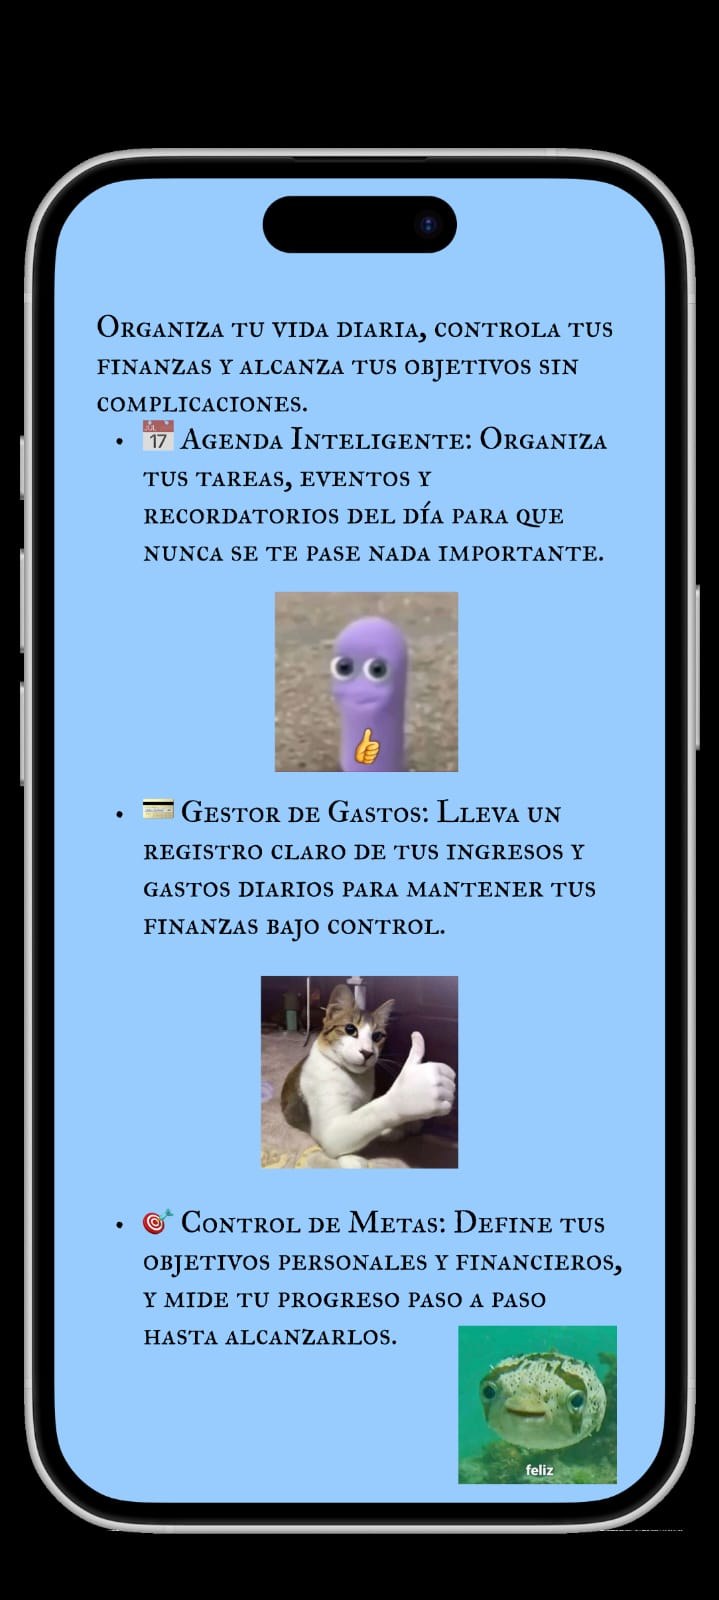 Organiza tu vida diaria, controla tus
finanzas y alcanza tus objetivos sin
complicaciones.
• 📅 Agenda Inteligente: Organiza
tus tareas, eventos y
recordatorios del día para que
nunca se te pase nada importante.
• 💳 Gestor de Gastos: Lleva un
registro claro de tus ingresos y
gastos diarios para mantener tus
finanzas bajo control.
• 🎯 Control de Metas: Define tus
objetivos personales y financieros,
y mide tu progreso paso a paso
hasta alcanzarlos.
feliz